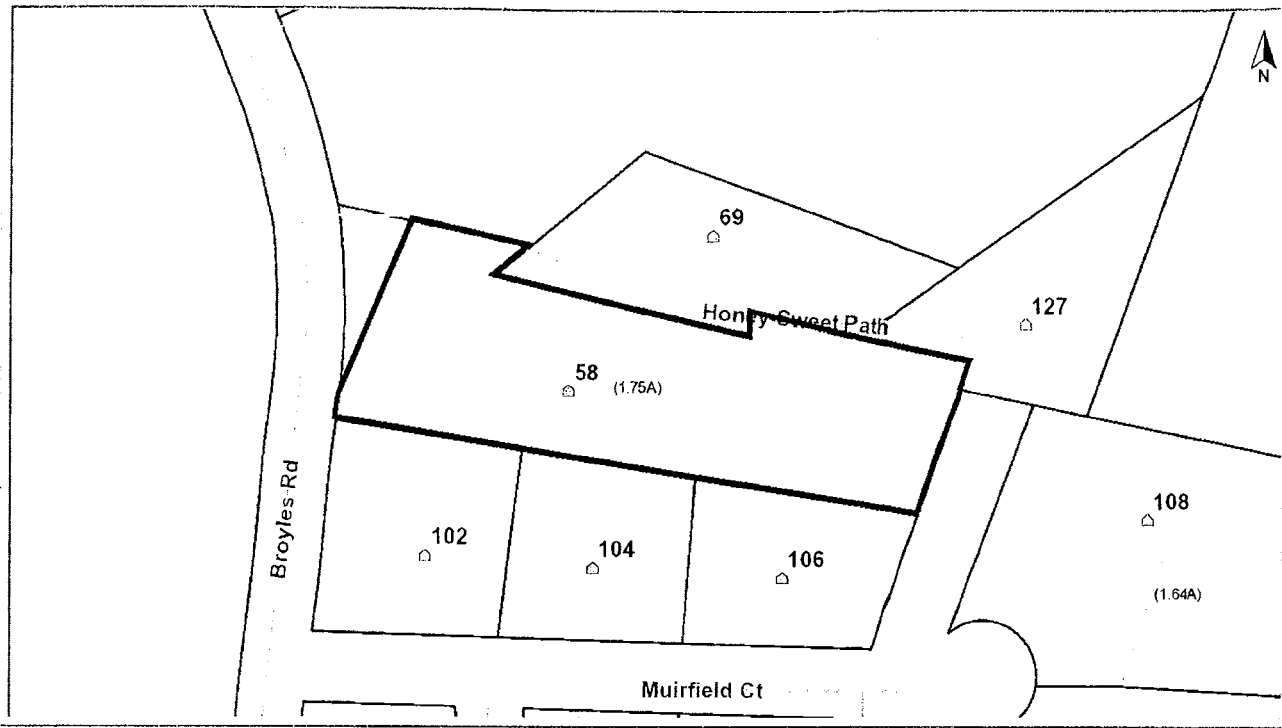 N
69
Honey Sweet Path
127
58 (1.75A)
108
Broyles Rd
102
104
106
(1.64A)
Muirfield Ct